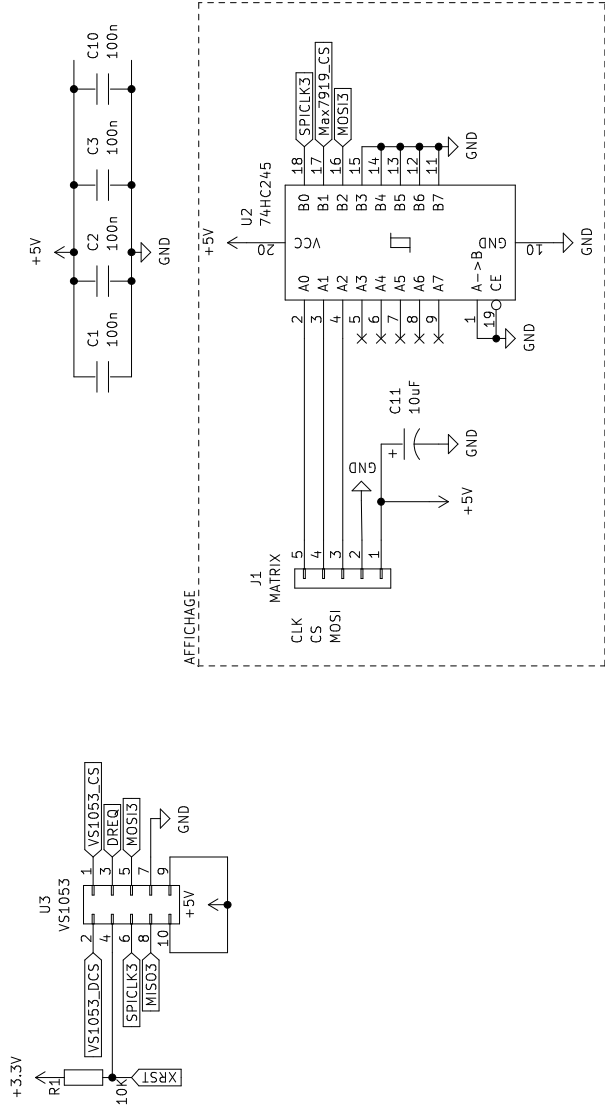 +5V
C1
100n
C2
100n
C3
100n
C10
100n
GND
AFFICHAGE
J1
MATRIX
CLK
CS
MOSI
5
4
3
2
1
GND
+5V
C11
10uF
+
GND
U2
74HC245
+5V
20
VCC
2
A0
B0
18
SPICLK3
3
A1
B1
17
Max7919_CS
4
A2
B2
16
MOSI3
5
A3
B3
15
6
A4
B4
14
7
A5
B5
13
8
A6
B6
12
9
A7
B7
11
GND
1
A->B
19
CE
GND
GND
10
GND
U3
VS1053
VS1053_DCS
2
1
VS1053_CS
4
3
DREQ
SPICLK3
6
5
MOSI3
MISO3
8
7
GND
10
9
+5V
+3.3V
R1
10K
XRST